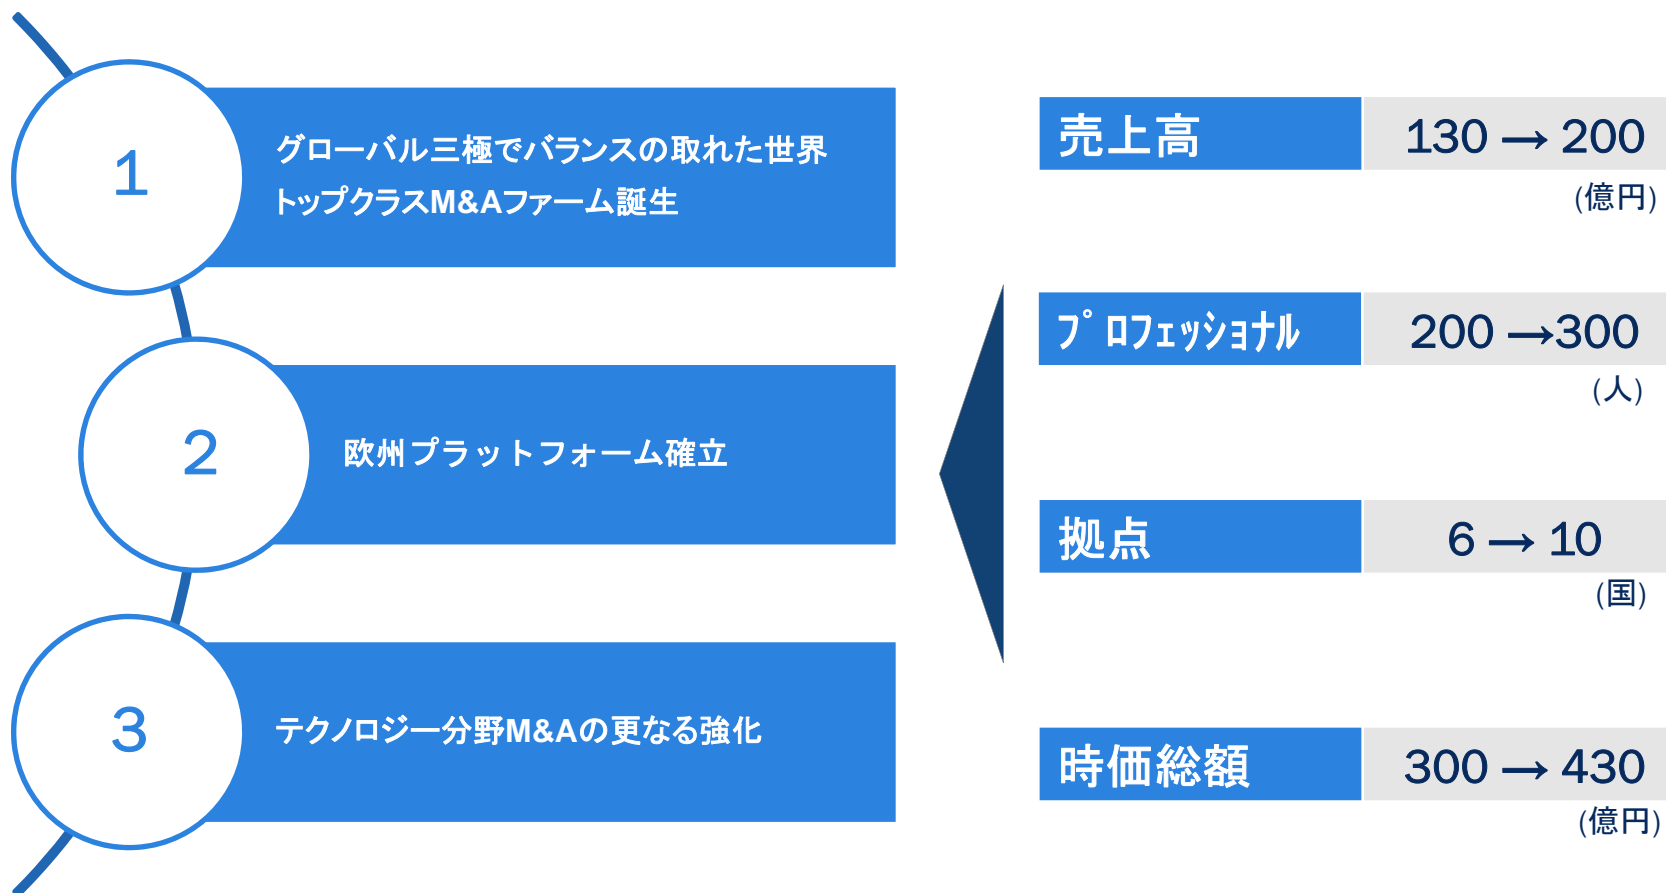 1
グローバル三極でバランスの取れた世界
トップクラスM&Aファーム誕生
2
欧州プラットフォーム確立
3
テクノロジー分野M&Aの更なる強化
売上高
130 → 200
(億円)
プロフェッショナル
200 →300
(人)
拠点
6 → 10
(国)
時価総額
300 → 430
(億円)